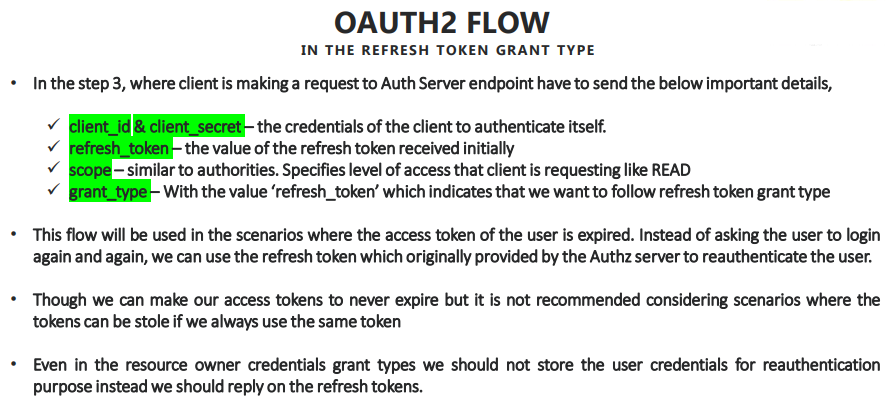 OAUTH2 FLOW
IN THE REFRESH TOKEN GRANT TYPE
• In the step 3, where client is making a request to Auth Server endpoint have to send the below important details,
✓ client_id & client_secret – the credentials of the client to authenticate itself.
✓ refresh_token – the value of the refresh token received initially
✓ scope – similar to authorities. Specifies level of access that client is requesting like READ
✓ grant_type – With the value ‘refresh_token’ which indicates that we want to follow refresh token grant type
• This flow will be used in the scenarios where the access token of the user is expired. Instead of asking the user to login
again and again, we can use the refresh token which originally provided by the Authz server to reauthenticate the user.
• Though we can make our access tokens to never expire but it is not recommended considering scenarios where the
tokens can be stole if we always use the same token
• Even in the resource owner credentials grant types we should not store the user credentials for reauthentication
purpose instead we should reply on the refresh tokens.